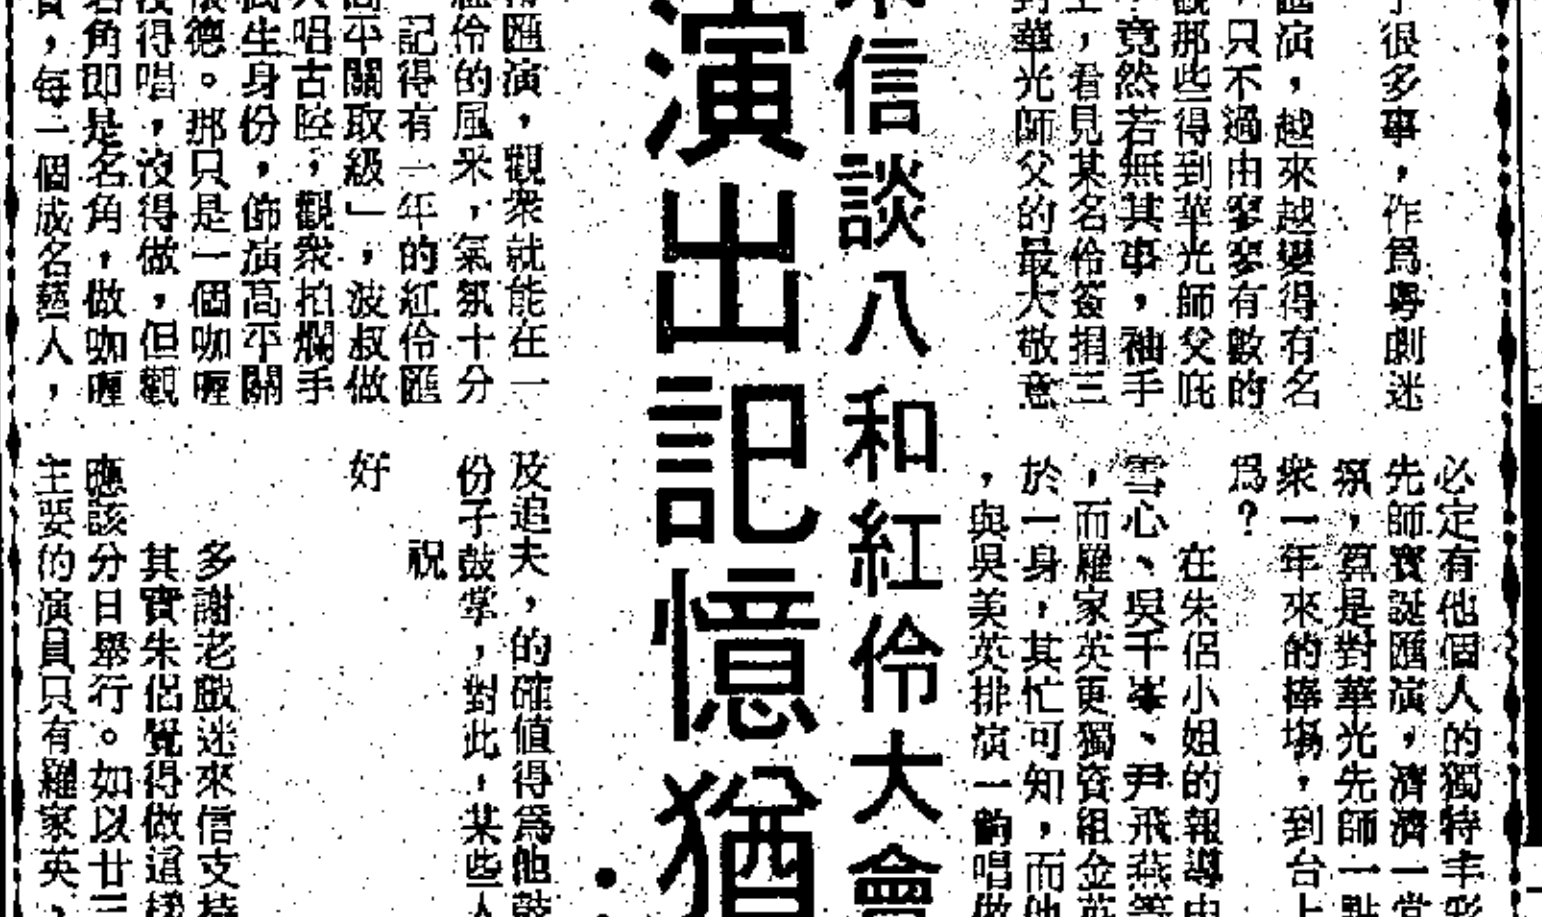 很多事，作爲粵劇迷
匯演，越來越變得有名
只不過由寥寥有數的
說那些得到華光師父庇
，竟然若無其事，袖手
上，看見某名伶簽捐三
對華光師父的最大敬意
必定有他個人的獨特丰彩
先師寶誕匯演，濟濟一堂
氛，算是對華光先師一點
衆一年來的捧場，到台上
爲？
在朱侶小姐的報導中
雪心、吳千峯、尹飛燕等
，而羅家英更獨資組金英
於一身，其忙可知，而他
，與吳美英排演一齣唱做
信談八和紅伶大會
演出記憶猶
匯演，觀衆就能在一
伶的風采，氣氛十分
記得有一年的紅伶匯
高平關取級」，波叔做
唱古腔，觀衆拍爛手
生身份，飾演高平關
懷德。那只是一個咖喱
沒得唱，沒得做，但觀
名角即是名角，做咖喱
，每一個成名藝人，
及追夫，的確值得爲他鼓
份子鼓掌，對此，某些人
祝
好
多謝老戲迷來信支持
其實朱侶覺得做這樣
應該分日舉行。如以廿三
主要的演員只有羅家英、